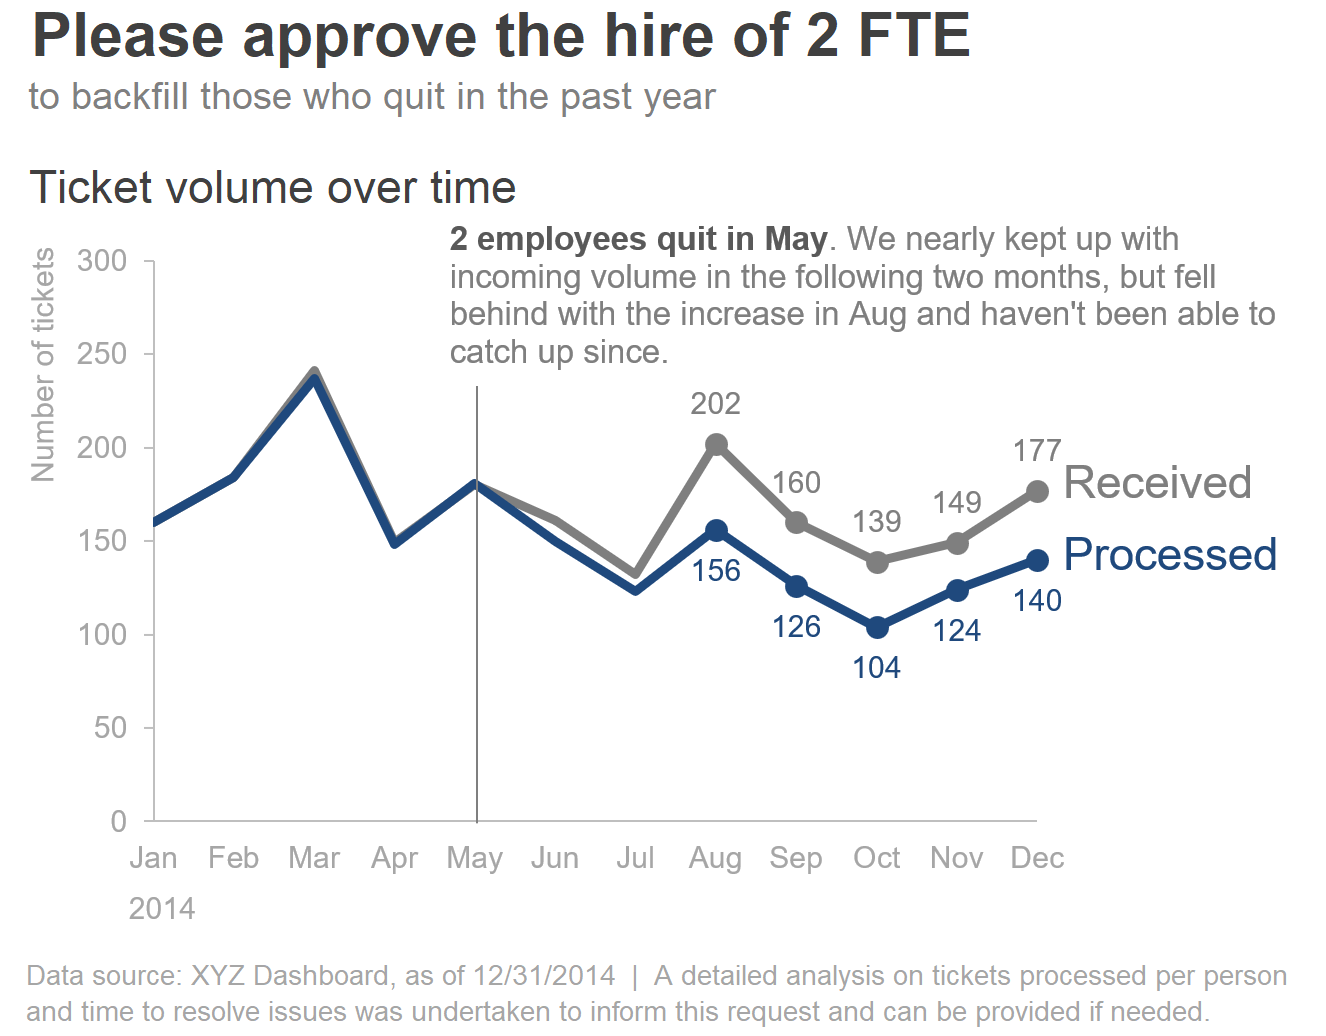 Please approve the hire of 2 FTE
to backfill those who quit in the past year
Ticket volume over time
2 employees quit in May. We nearly kept up with
incoming volume in the following two months, but fell
behind with the increase in Aug and haven't been able to
catch up since.
Number of tickets
300
250
200
150
100
50
0
202
160
139
149
177
Received
156
126
104
124
140
Processed
Jan Feb Mar Apr May Jun Jul Aug Sep Oct Nov Dec
2014
Data source: XYZ Dashboard, as of 12/31/2014 | A detailed analysis on tickets processed per person
and time to resolve issues was undertaken to inform this request and can be provided if needed.